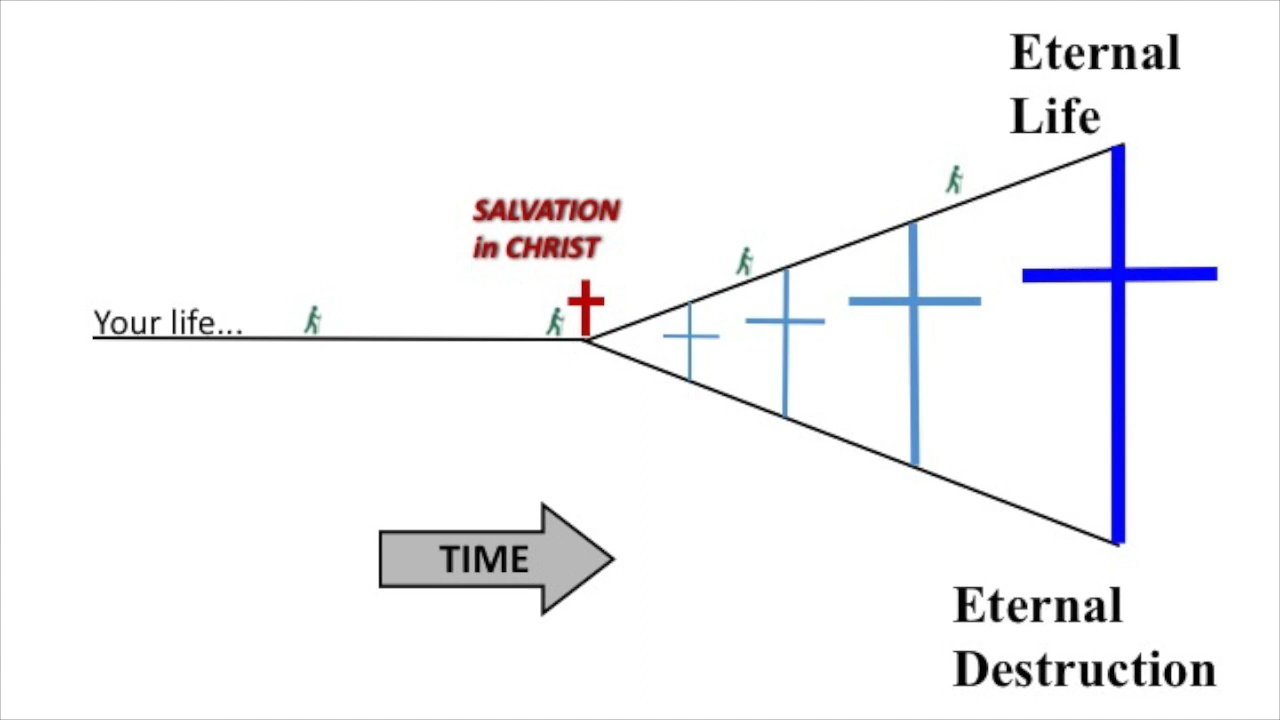 Eternal
Life
SALVATION
in CHRIST
Your life...
TIME
Eternal
Destruction